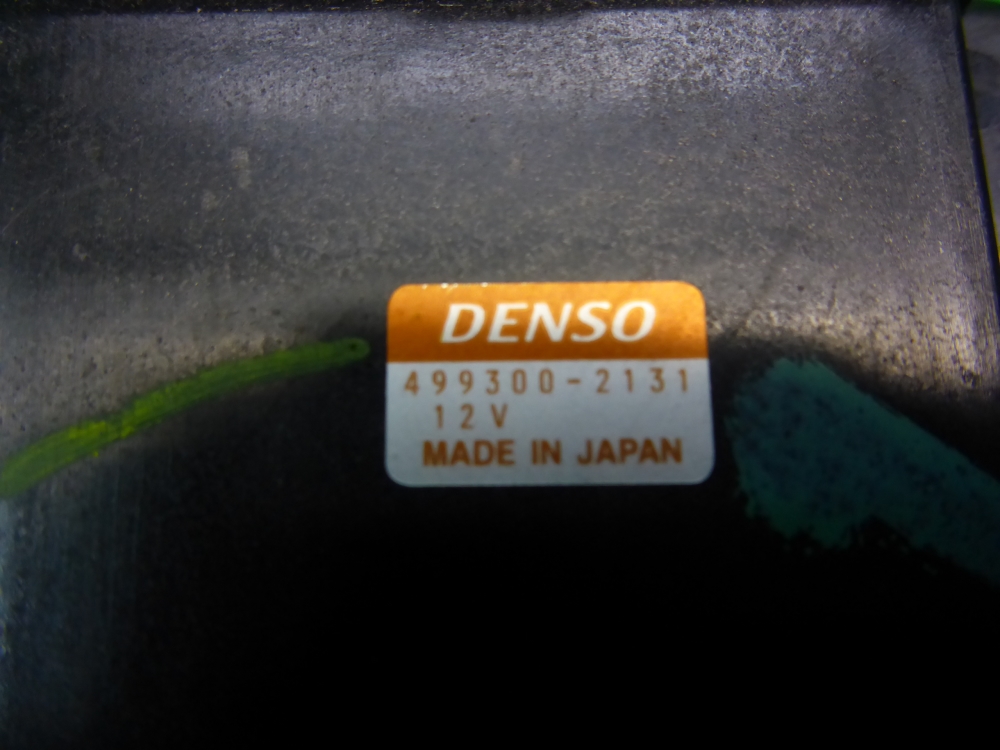 DENSO
499300-2131
12V
MADE IN JAPAN